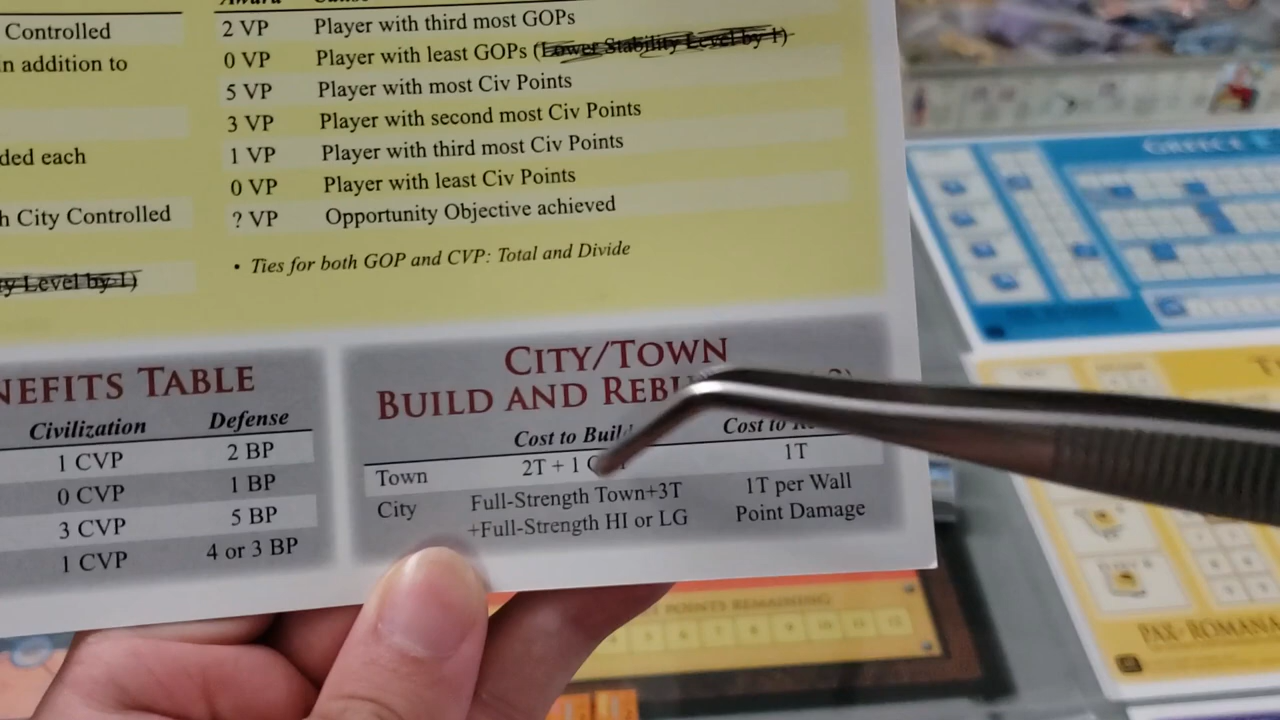 Controlled
in addition to
ded each
h City Controlled
y Level by 1)
2 VP Player with third most GOPs
0 VP Player with least GOPs (Lower Stability Level by 1)
5 VP Player with most Civ Points
3 VP Player with second most Civ Points
1 VP Player with third most Civ Points
0 VP Player with least Civ Points
? VP Opportunity Objective achieved
• Ties for both GOP and CVP: Total and Divide
NEFITS TABLE
Civilization Defense
1 CVP 2 BP
0 CVP 1 BP
3 CVP 5 BP
1 CVP 4 or 3 BP
CITY/TOWN
BUILD AND
Cost to Build Cost to
Town 2T + 1 1T
City Full-Strength Town+3T 1T per Wall
+Full-Strength HI or LG Point Damage
GREECE
POINTS REMAINING
PAX ROMANA